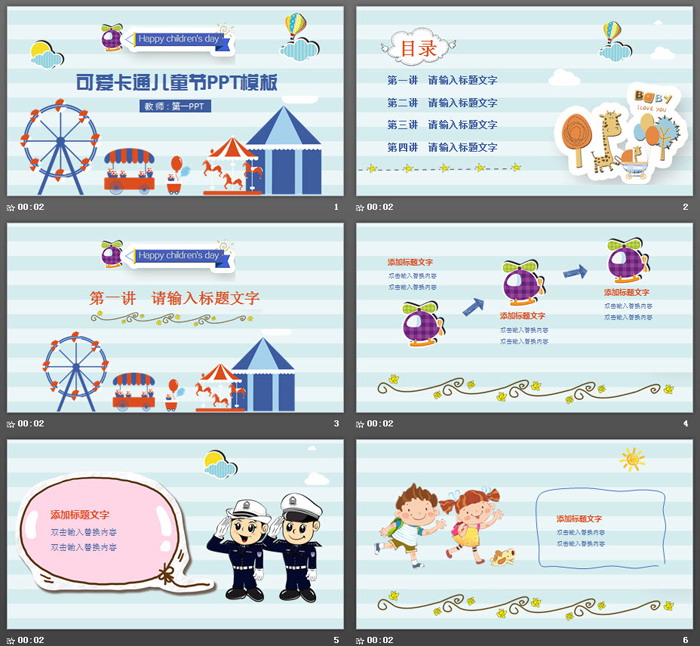 Happy children's day
可爱卡通儿童节PPT模板
教师：第一PPT
00:02
1
目录
第一讲 请输入标题文字
第二讲 请输入标题文字
第三讲 请输入标题文字
第四讲 请输入标题文字
BABY
I love you
00:02
2
Happy children's day
第一讲 请输入标题文字
00:02
3
添加标题文字
双击输入替换内容
双击输入替换内容
添加标题文字
双击输入替换内容
双击输入替换内容
添加标题文字
双击输入替换内容
双击输入替换内容
00:02
4
添加标题文字
双击输入替换内容
双击输入替换内容
00:02
5
添加标题文字
双击输入替换内容
双击输入替换内容
00:02
6